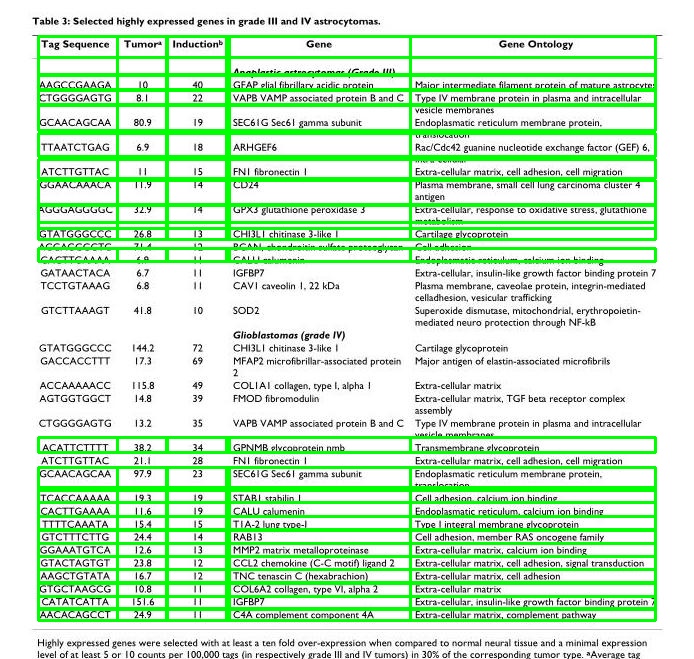 Table 3: Selected highly expressed genes in grade III and IV astrocytomas.
Tag Sequence Tumorᵃ Inductionᵇ Gene Gene Ontology
Anaplastic astrocytomas (Grade III)
AAGCCGAAGA 10 40 GFAP glial fibrillary acidic protein Major intermediate filament protein of mature astrocytes
CTGGGGAGTG 8.1 22 VAPB VAMP associated protein B and C Type IV membrane protein in plasma and intracellular
vesicle membranes
GCAACAGCAA 80.9 19 SEC61G Sec61 gamma subunit Endoplasmatic reticulum membrane protein,
translocation
TTAATCTGAG 6.9 18 ARHGEF6 Rac/Cdc42 guanine nucleotide exchange factor (GEF) 6,
ATCTTGTTAC 11 15 FN1 fibronectin 1 Extra-cellular matrix, cell adhesion, cell migration
GGAACAAACA 11.9 14 CD24 Plasma membrane, small cell lung carcinoma cluster 4
antigen
AGGGAGGGGC 32.9 14 GPX3 glutathione peroxidase 3 Extra-cellular, response to oxidative stress, glutathione
metabolism
GTATGGGCCC 26.8 13 CHI3L1 chitinase 3-like 1 Cartilage glycoprotein
71.4 12 BCAN, chondroitin sulfate proteoglycan Cell adhesion
CACTTGAAAA 6.9 11 CALU calumenin Endoplasmatic reticulum, calcium ion binding
GATAACTACA 6.7 11 IGFBP7 Extra-cellular, insulin-like growth factor binding protein 7
TCCTGTAAAG 6.8 11 CAV1 caveolin 1, 22 kDa Plasma membrane, caveolae protein, integrin-mediated
celladhesion, vesicular trafficking
GTCTTAAAGT 41.8 10 SOD2 Superoxide dismutase, mitochondrial, erythropoietin-
mediated neuro protection through NF-kB
Glioblastomas (grade IV)
GTATGGGCCC 144.2 72 CHI3L1 chitinase 3-like 1 Cartilage glycoprotein
GACCACCTTT 17.3 69 MFAP2 microfibrillar-associated protein Major antigen of elastin-associated microfibrils
2
ACCAAAAACC 115.8 49 COL1A1 collagen, type I, alpha 1 Extra-cellular matrix
AGTGGTGGCT 14.8 39 FMOD fibromodulin Extra-cellular matrix, TGF beta receptor complex
assembly
CTGGGGAGTG 13.2 35 VAPB VAMP associated protein B and C Type IV membrane protein in plasma and intracellular
vesicle membranes
ACATTCTTTT 38.2 34 GPNMB glycoprotein nmb Transmembrane glycoprotein
ATCTTGTTAC 21.1 28 FN1 fibronectin 1 Extra-cellular matrix, cell adhesion, cell migration
GCAACAGCAA 97.9 23 SEC61G Sec61 gamma subunit Endoplasmatic reticulum membrane protein,
translocation
TCACCAAAAA 19.3 19 STAB1 stabilin 1 Cell adhesion, calcium ion binding
CACTTGAAAA 11.6 19 CALU calumenin Endoplasmatic reticulum, calcium ion binding
TTTTCAAATA 15.4 15 T1A-2 lung type-I Type I integral membrane glycoprotein
GTCTTTCTTG 24.4 14 RAB13 Cell adhesion, member RAS oncogene family
GGAAATGTCA 12.6 13 MMP2 matrix metalloproteinase Extra-cellular matrix, calcium ion binding
GTACTAGTGT 23.8 12 CCL2 chemokine (C-C motif) ligand 2 Extra-cellular matrix, cell adhesion, signal transduction
AAGCTGTATA 16.7 12 TNC tenascin C (hexabrachion) Extra-cellular matrix, cell adhesion
GTGCTAAGCG 10.8 11 COL6A2 collagen, type VI, alpha 2 Extra-cellular matrix
CATATCATTA 151.6 11 IGFBP7 Extra-cellular, insulin-like growth factor binding protein 7
AACACAGCCT 24.9 11 C4A complement component 4A Extra-cellular matrix, complement pathway
Highly expressed genes were selected with at least a ten fold over-expression when compared to normal neural tissue and a minimal expression
level of at least 5 or 10 counts per 100,000 tags (in respectively grade III and IV tumors) in 30% of the corresponding tumor type. ᵃAverage tag